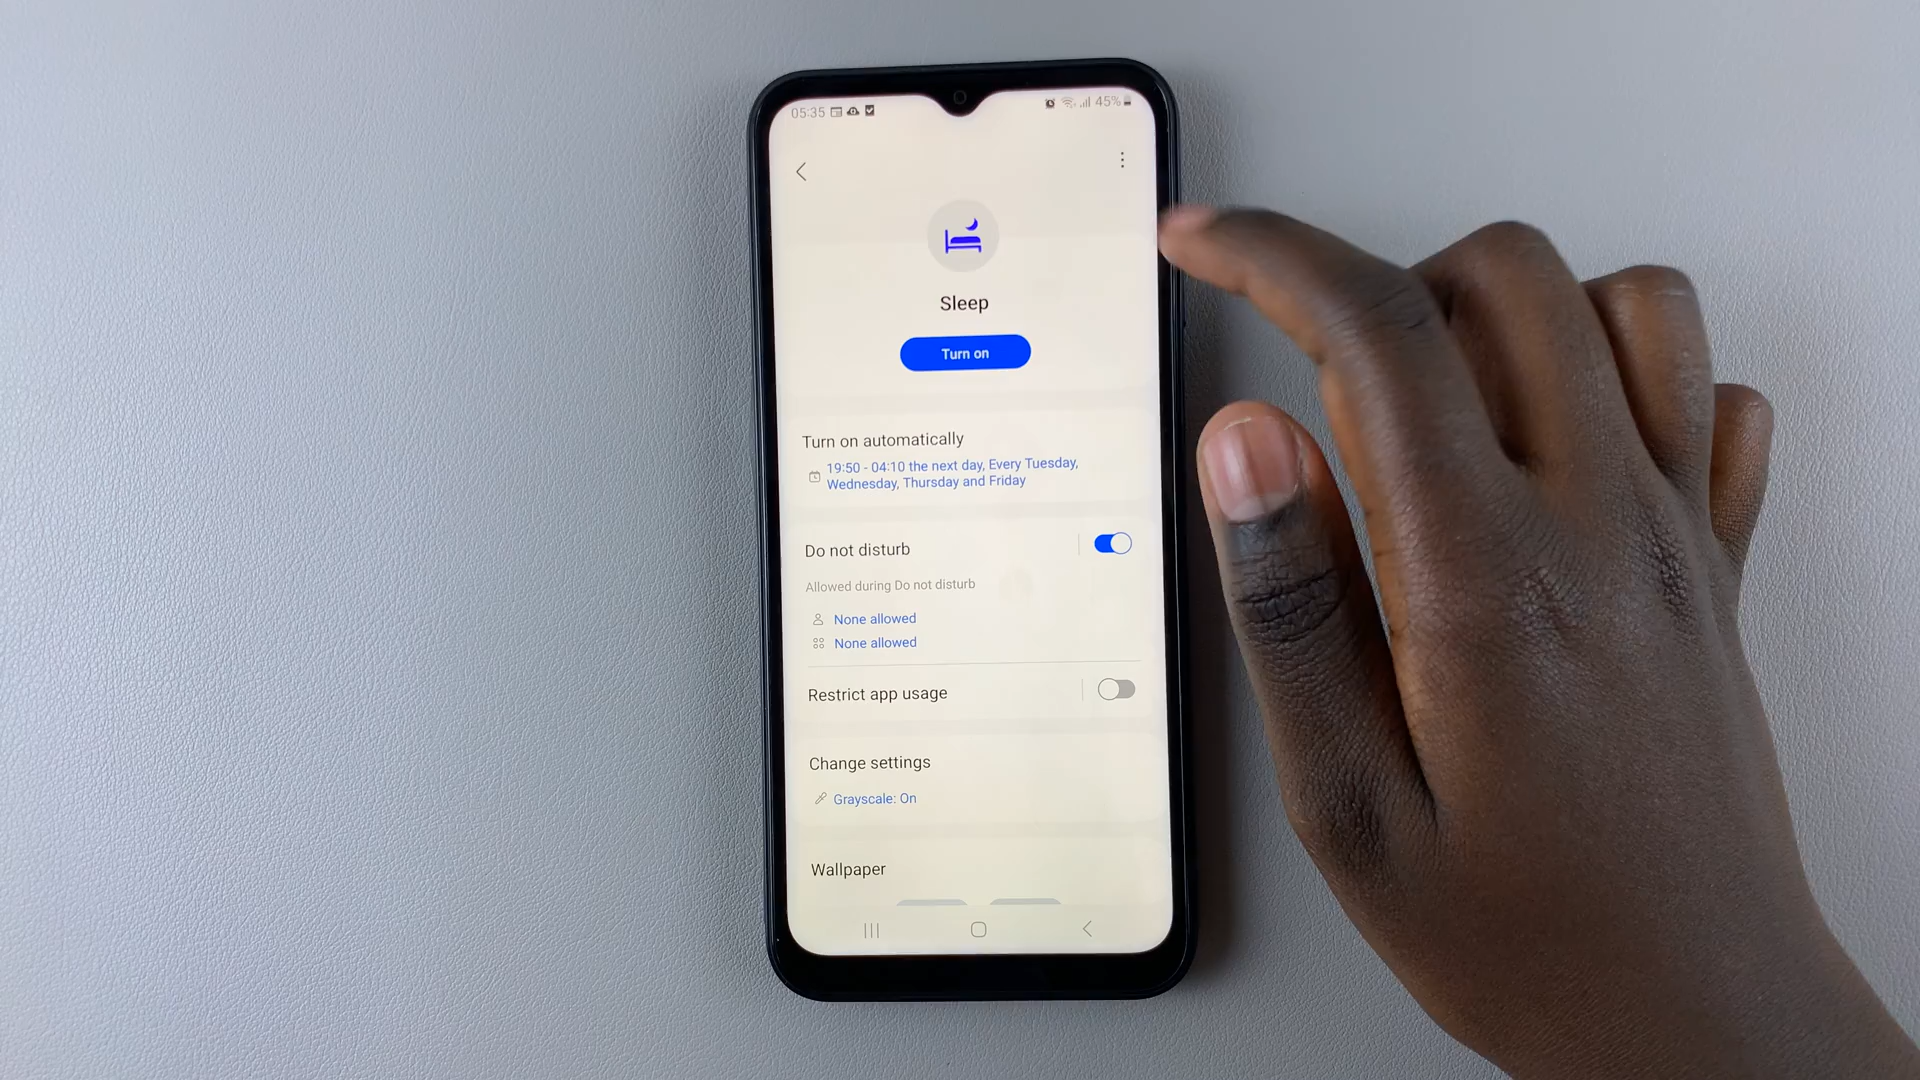 05:35
45%
Sleep
Turn on
Turn on automatically
19:50 - 04:10 the next day, Every Tuesday,
Wednesday, Thursday and Friday
Do not disturb
Allowed during Do not disturb
None allowed
None allowed
Restrict app usage
Change settings
Grayscale: On
Wallpaper